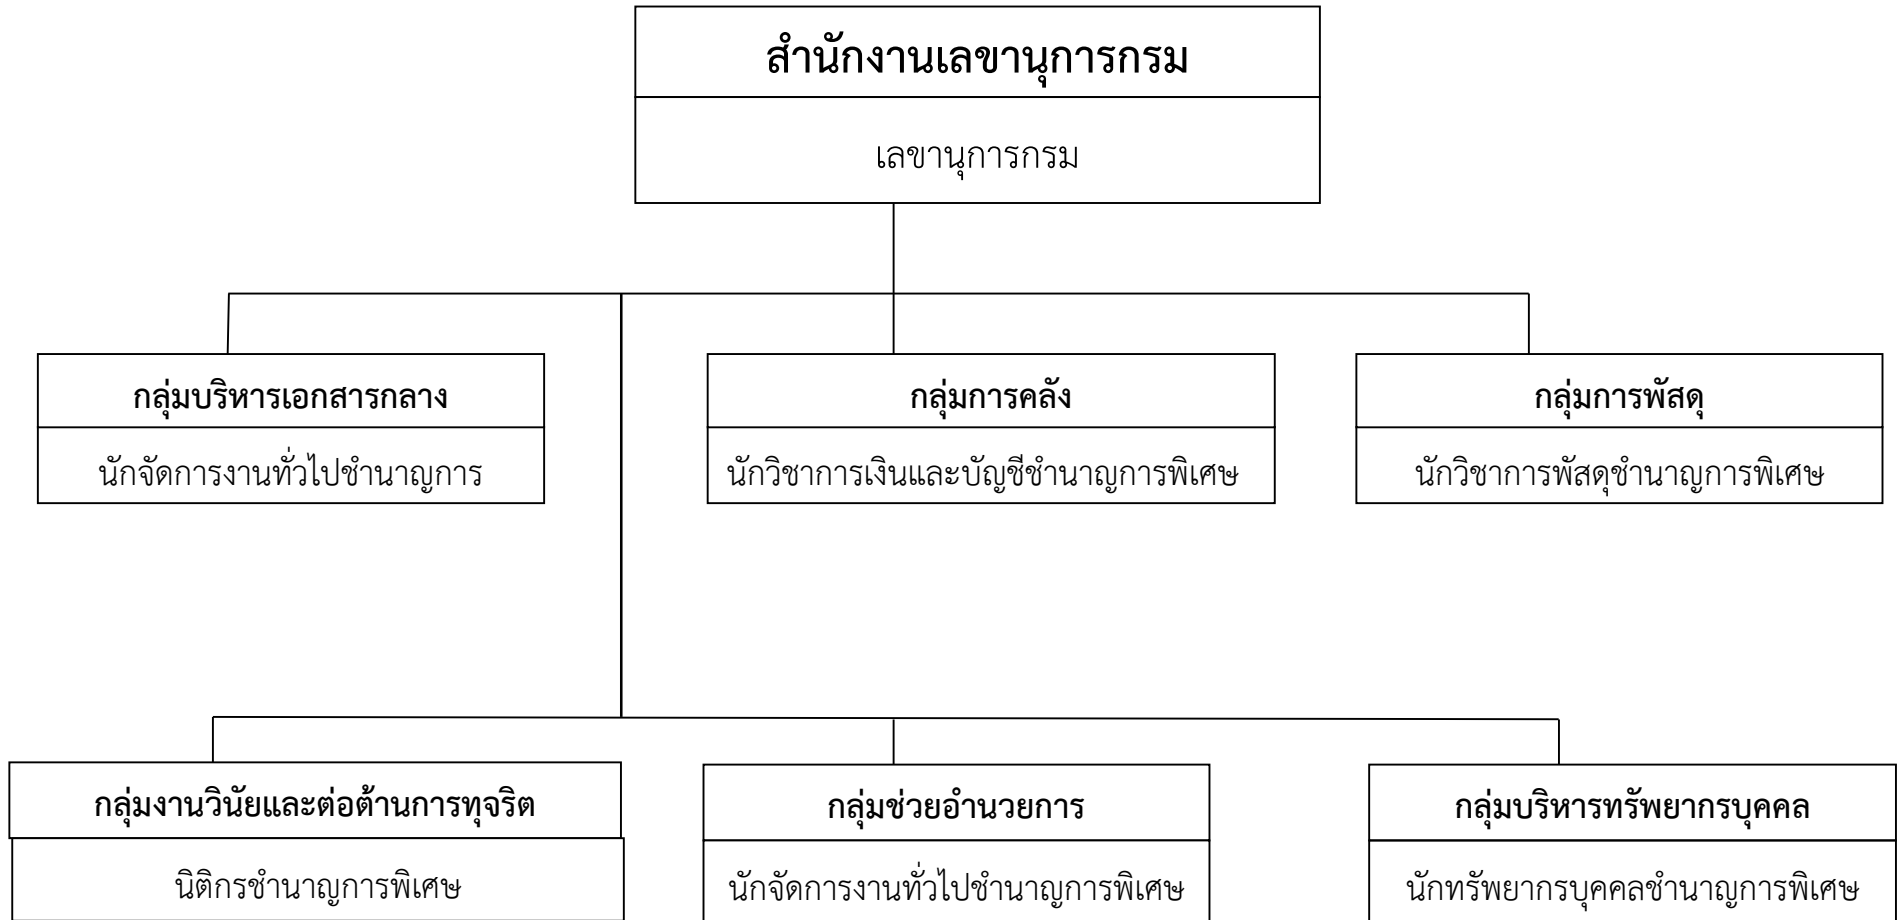 สำนักงานเลขานุการกรม
เลขานุการกรม
กลุ่มบริหารเอกสารกลาง
นักจัดการงานทั่วไปชำนาญการ
กลุ่มการคลัง
นักวิชาการเงินและบัญชีชำนาญการพิเศษ
กลุ่มการพัสดุ
นักวิชาการพัสดุชำนาญการพิเศษ
กลุ่มงานวินัยและต่อต้านการทุจริต
นิติกรชำนาญการพิเศษ
กลุ่มช่วยอำนวยการ
นักจัดการงานทั่วไปชำนาญการพิเศษ
กลุ่มบริหารทรัพยากรบุคคล
นักทรัพยากรบุคคลชำนาญการพิเศษ